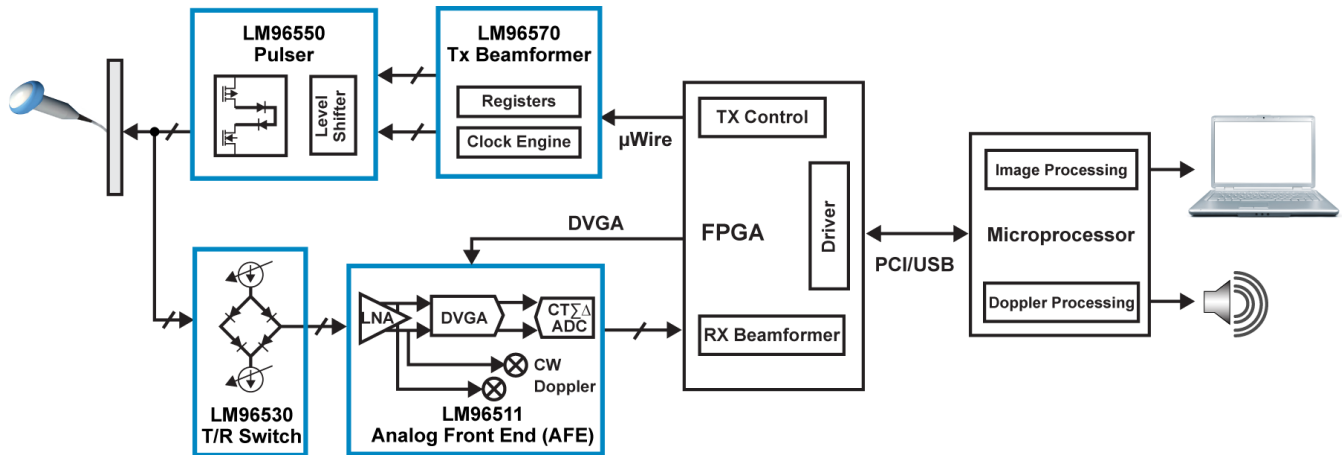 LM96550
Pulser
Level
Shifter
LM96570
Tx Beamformer
Registers
Clock Engine
µWire
TX Control
Driver
FPGA
RX Beamformer
DVGA
PCI/USB
Image Processing
Microprocessor
Doppler Processing
LM96530
T/R Switch
LNA
DVGA
CTΣΔ
ADC
CW
Doppler
LM96511
Analog Front End (AFE)